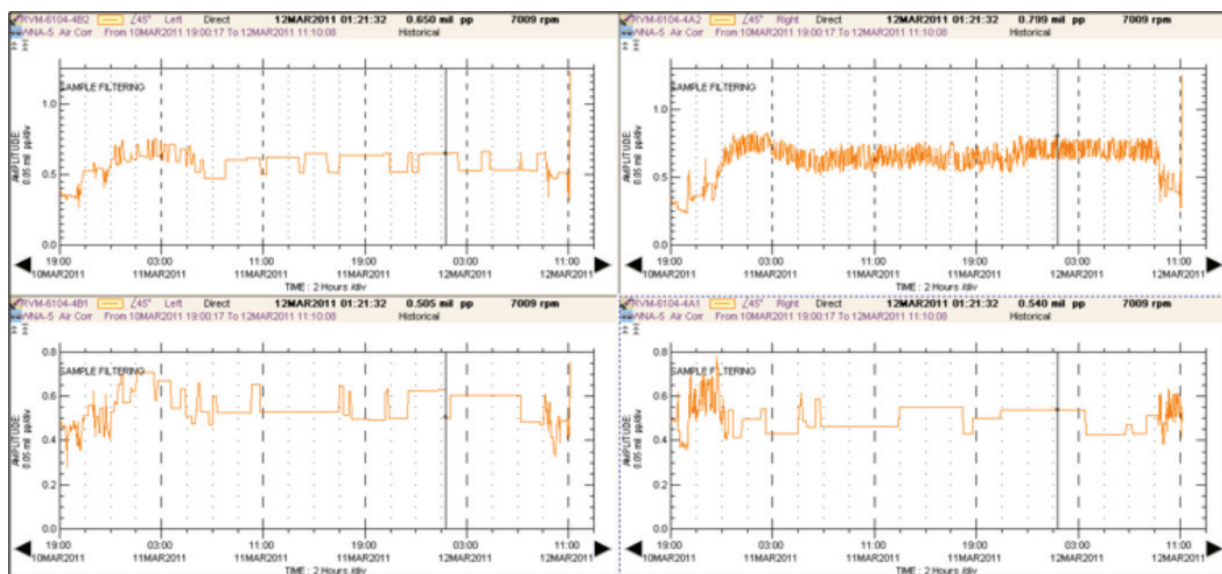 RVM-6104-4B2 ∠45° Left Direct 12MAR2011 01:21:32 0.650 mil pp 7009 rpm
WNA-5 Air Corr From 10MAR2011 19:00:17 To 12MAR2011 11:10:08 Historical
SAMPLE FILTERING
AMPLITUDE:
0.05 mil pp/div
1.0
0.5
0.0
19:00 03:00 11:00 19:00 03:00 11:00
10MAR2011 11MAR2011 11MAR2011 11MAR2011 12MAR2011 12MAR2011
TIME : 2 Hours /div
RVM-6104-4A2 ∠45° Right Direct 12MAR2011 01:21:32 0.799 mil pp 7009 rpm
WNA-5 Air Corr From 10MAR2011 19:00:17 To 12MAR2011 11:10:08 Historical
SAMPLE FILTERING
AMPLITUDE:
0.05 mil pp/div
1.0
0.5
0.0
19:00 03:00 11:00 19:00 03:00 11:00
10MAR2011 11MAR2011 11MAR2011 11MAR2011 12MAR2011 12MAR2011
TIME : 2 Hours /div
RVM-6104-4B1 ∠45° Left Direct 12MAR2011 01:21:32 0.505 mil pp 7009 rpm
WNA-5 Air Corr From 10MAR2011 19:00:17 To 12MAR2011 11:10:08 Historical
SAMPLE FILTERING
AMPLITUDE:
0.05 mil pp/div
0.8
0.6
0.4
0.2
0.0
19:00 03:00 11:00 19:00 03:00 11:00
10MAR2011 11MAR2011 11MAR2011 11MAR2011 12MAR2011 12MAR2011
TIME : 2 Hours /div
RVM-6104-4A1 ∠45° Right Direct 12MAR2011 01:21:32 0.540 mil pp 7009 rpm
WNA-5 Air Corr From 10MAR2011 19:00:17 To 12MAR2011 11:10:08 Historical
SAMPLE FILTERING
AMPLITUDE:
0.05 mil pp/div
0.8
0.6
0.4
0.2
0.0
19:00 03:00 11:00 19:00 03:00 11:00
10MAR2011 11MAR2011 11MAR2011 11MAR2011 12MAR2011 12MAR2011
TIME : 2 Hours /div